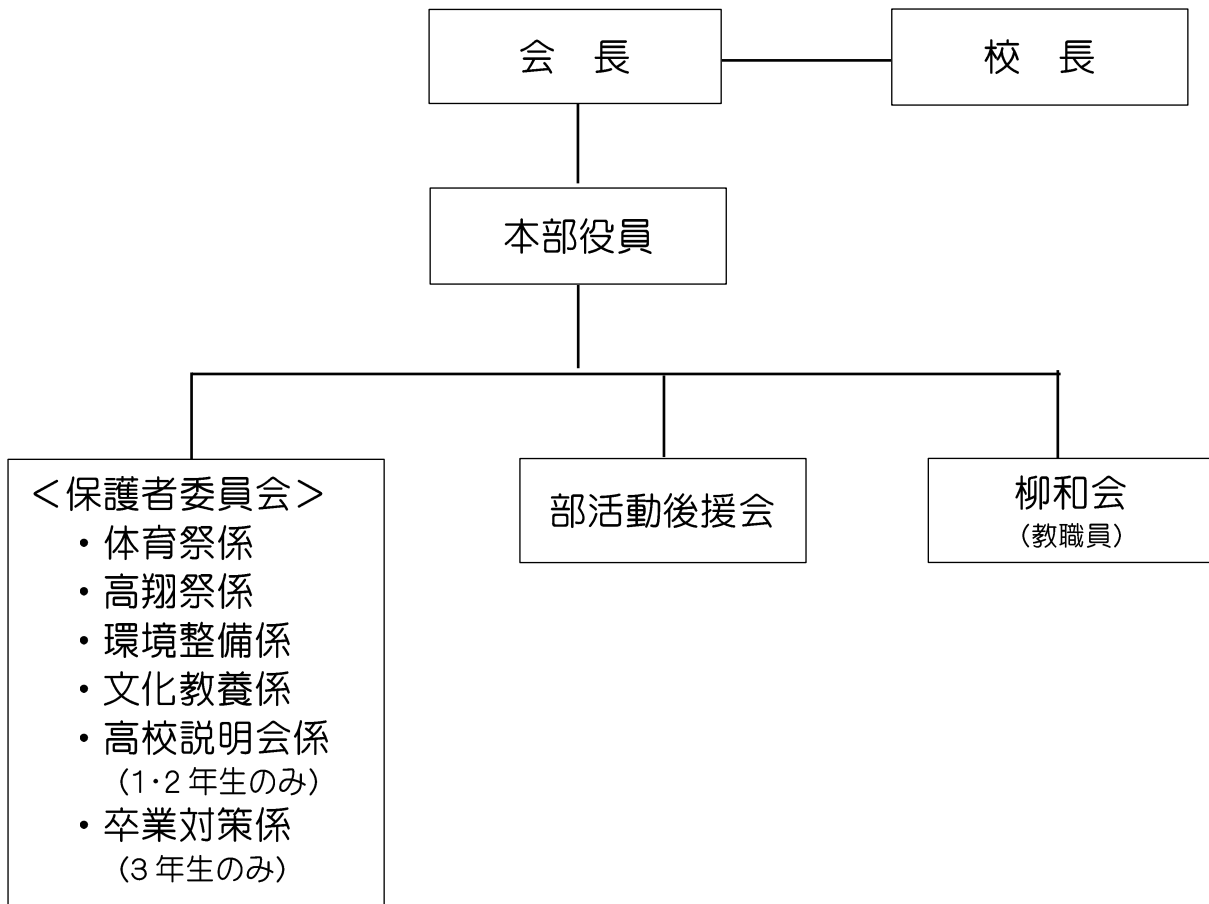 会　長
校　長
本部役員
＜保護者委員会＞
・体育祭係
・高翔祭係
・環境整備係
・文化教養係
・高校説明会係
（1・2年生のみ）
・卒業対策係
（3年生のみ）
部活動後援会
柳和会
（教職員）